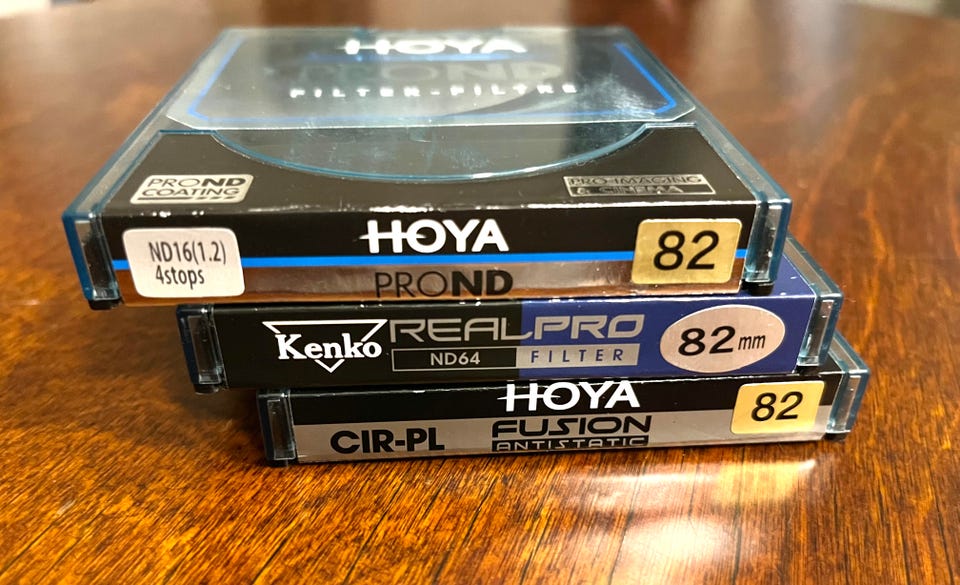 HOYA
PROND
FILTER-FILTRE
PROND
COATING
PRO-IMAGING
& CINEMA
ND16(1.2)
4stops
HOYA
PROND
82
Kenko
REALPRO
ND64
FILTER
82mm
CIR-PL
HOYA
FUSION
ANTISTATIC
82